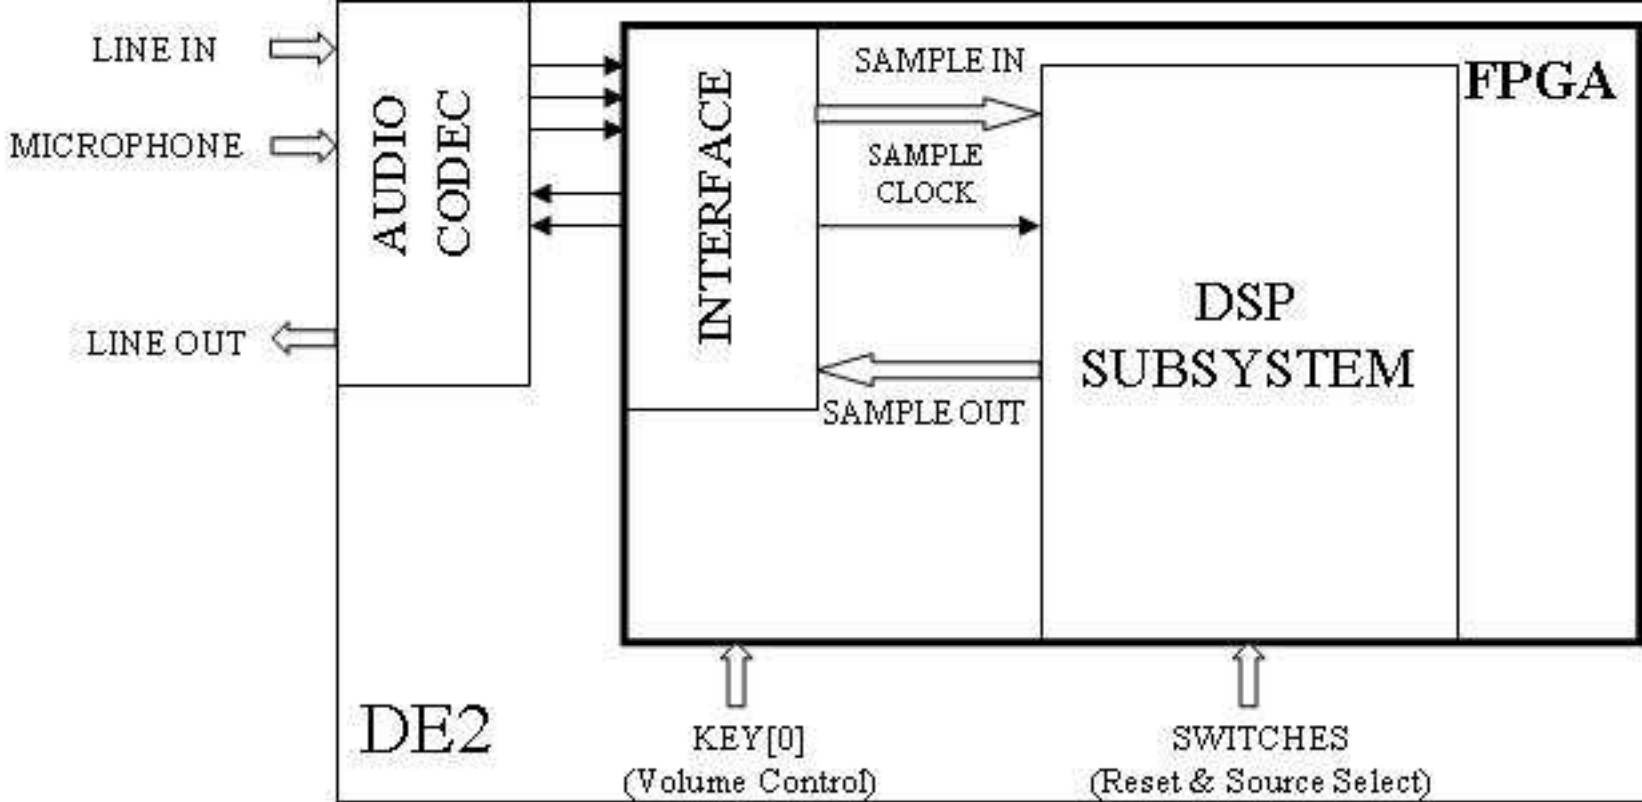 LINE IN
MICROPHONE
LINE OUT
AUDIO
CODEC
INTERFACE
SAMPLE IN
SAMPLE
CLOCK
SAMPLE OUT
DSP
SUBSYSTEM
FPGA
DE2
KEY[0]
(Volume Control)
SWITCHES
(Reset & Source Select)